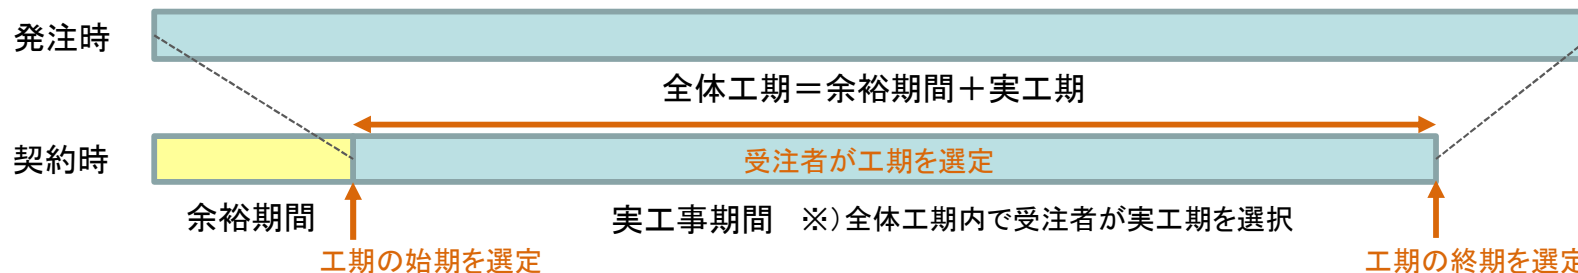 発注時
全体工期＝余裕期間＋実工期
契約時
受注者が工期を選定
余裕期間
実工事期間 ※）全体工期内で受注者が実工期を選択
工期の始期を選定
工期の終期を選定